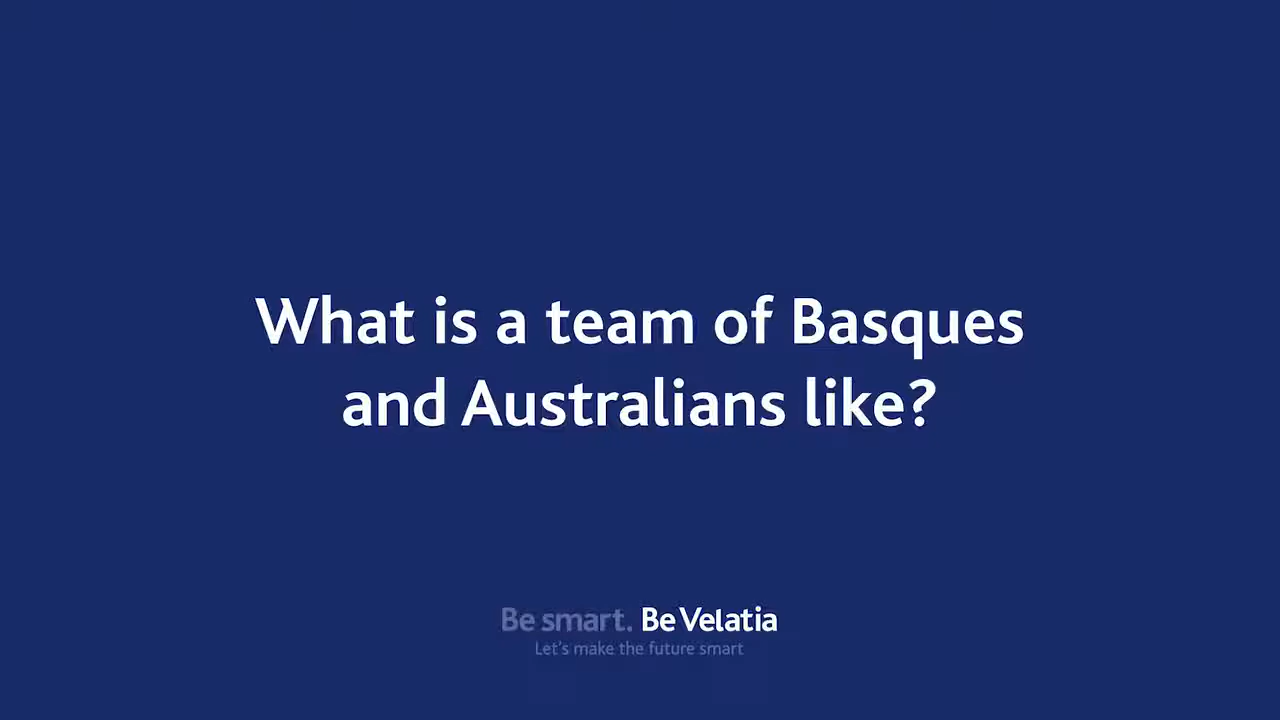 What is a team of Basques
and Australians like?
Be smart. Be Velatia
Let's make the future smart